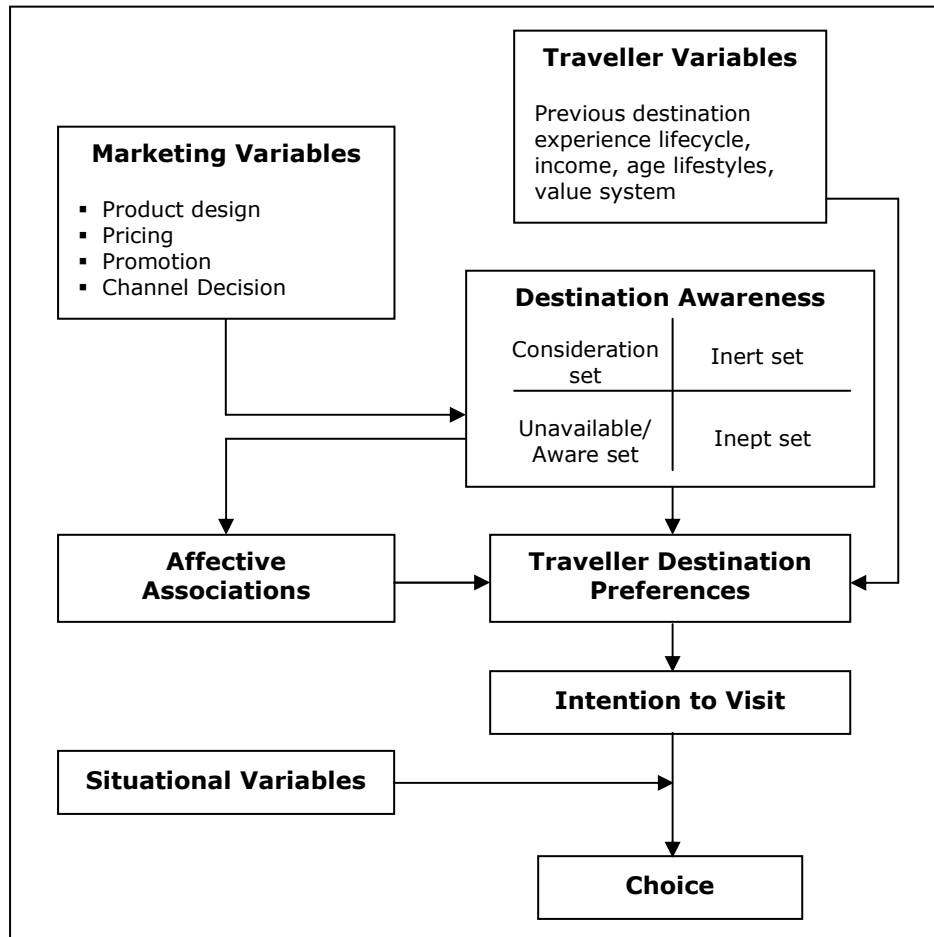 Traveller Variables
Previous destination
experience lifecycle,
income, age lifestyles,
value system
Marketing Variables
▪ Product design
▪ Pricing
▪ Promotion
▪ Channel Decision
Destination Awareness
Consideration
set
Inert set
Unavailable/
Aware set
Inept set
Affective
Associations
Traveller Destination
Preferences
Intention to Visit
Situational Variables
Choice